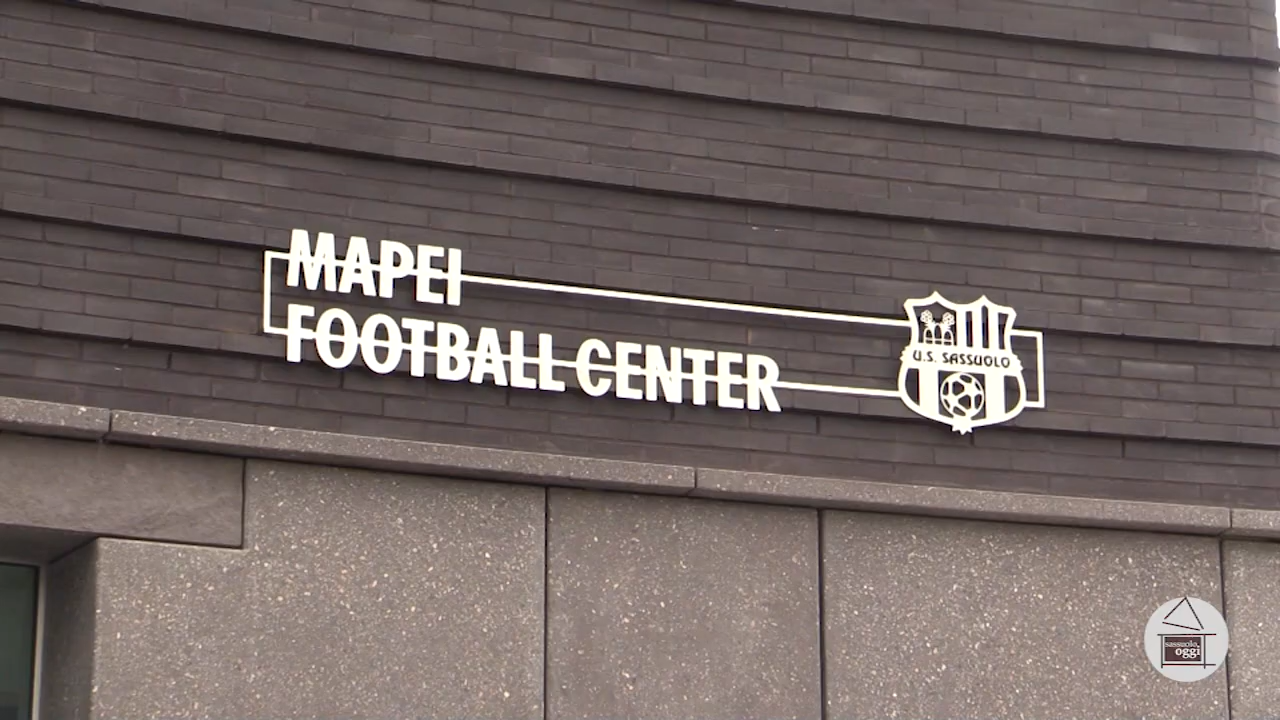 MAPEI
FOOTBALL CENTER
U.S. SASSUOLO
sassuolo
oggi